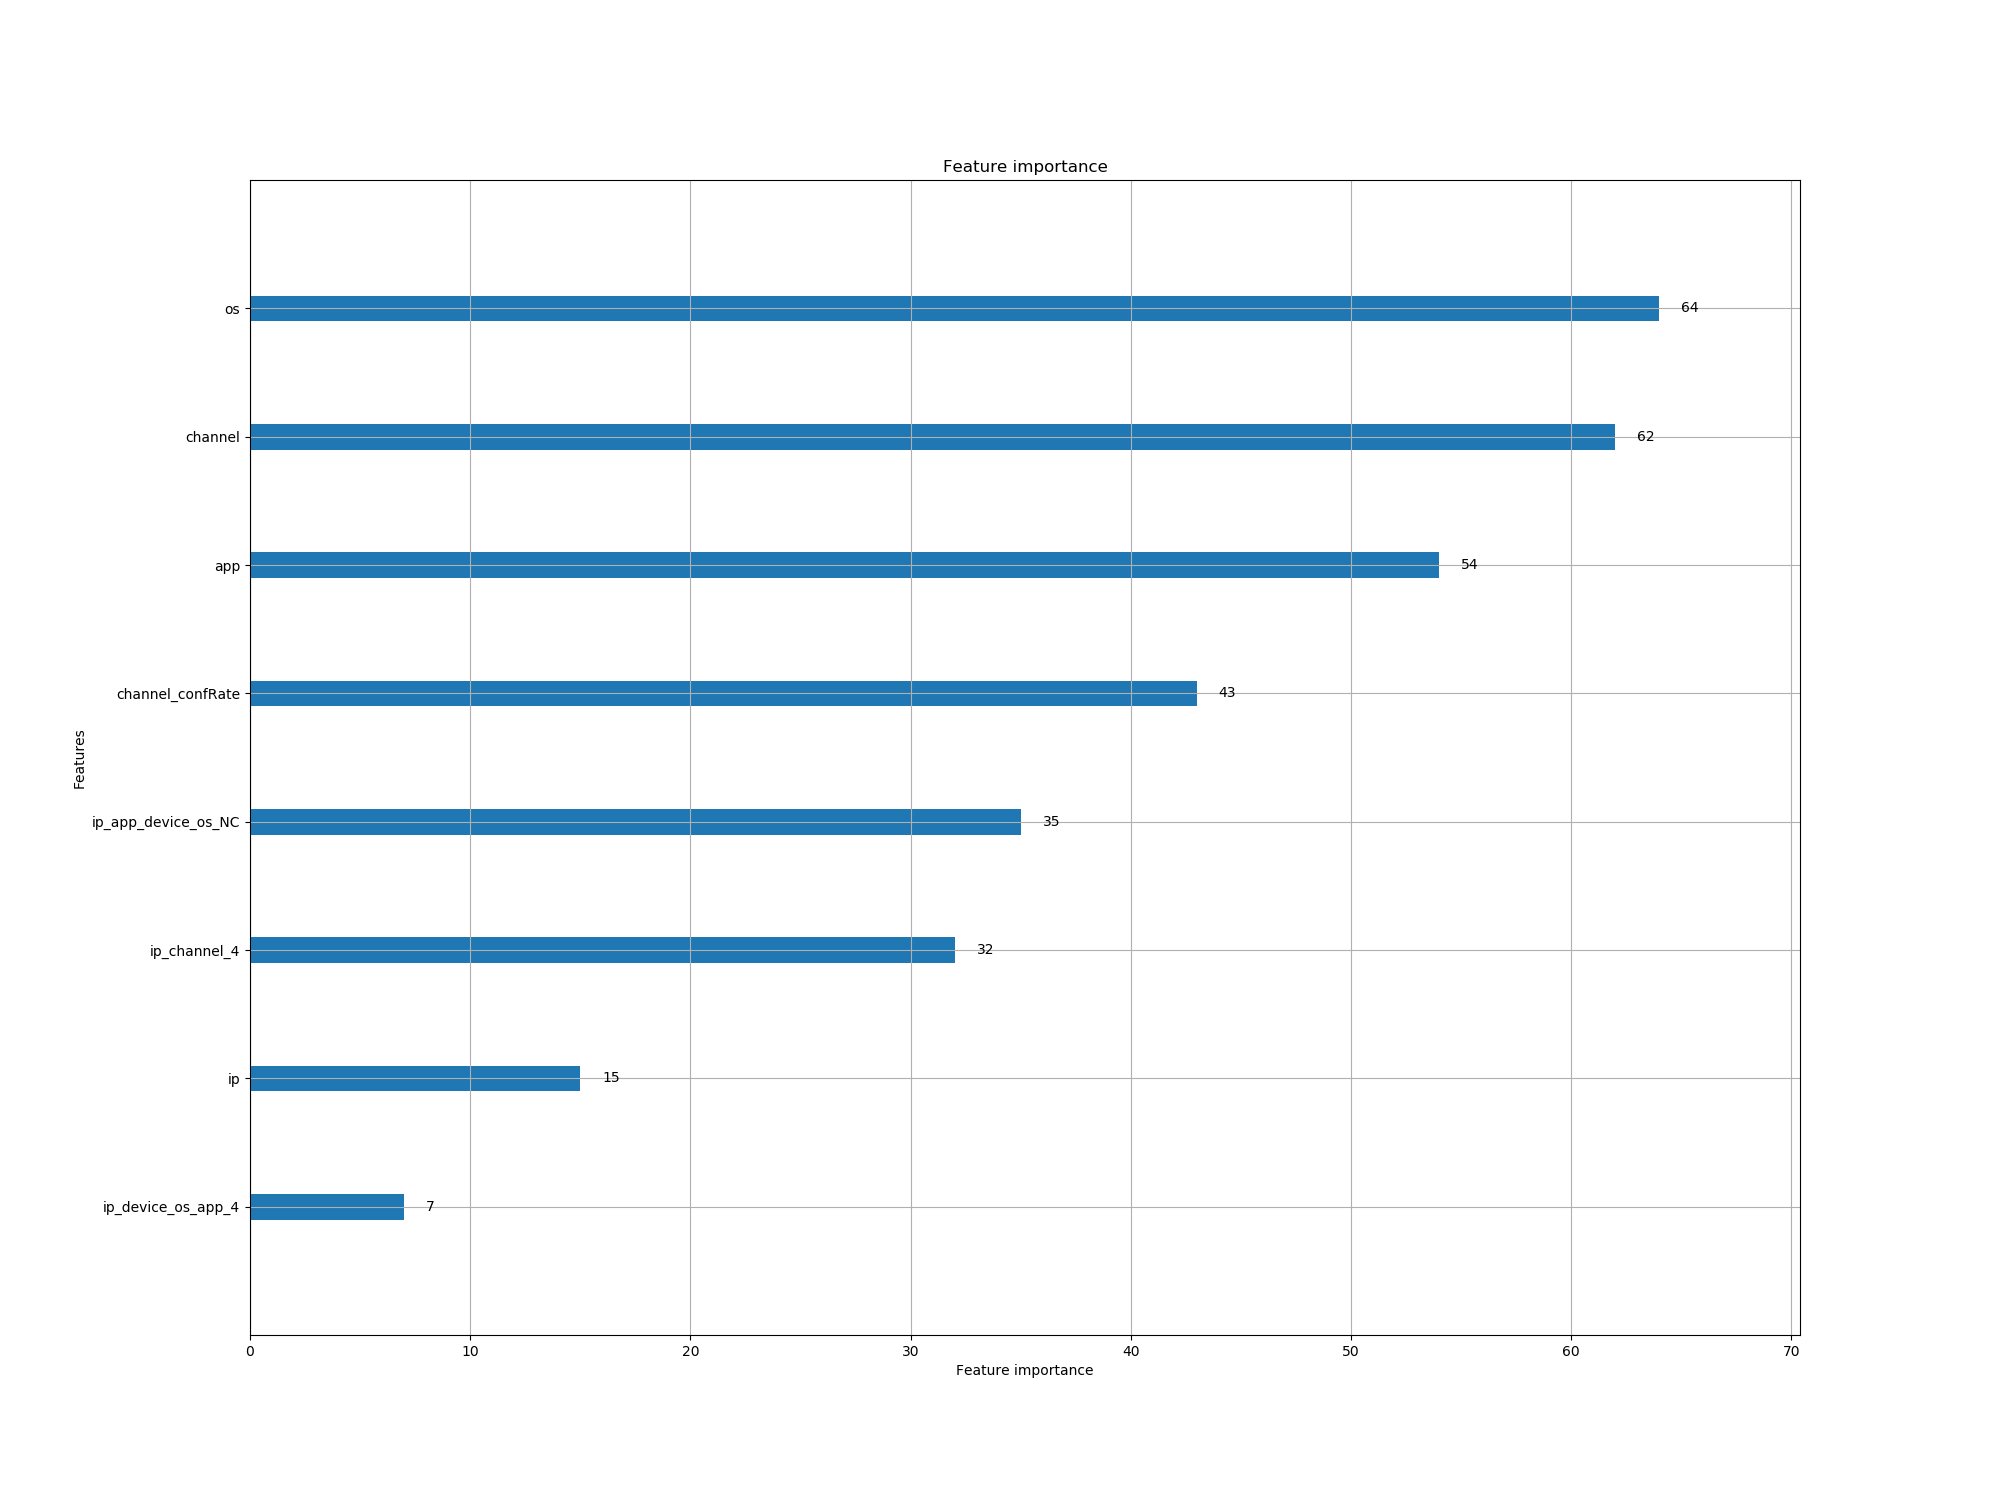 Feature importance
os
64
channel
62
app
54
channel_confRate
43
Features
ip_app_device_os_NC
35
ip_channel_4
32
ip
15
ip_device_os_app_4
7
0 10 20 30 40 50 60 70
Feature importance